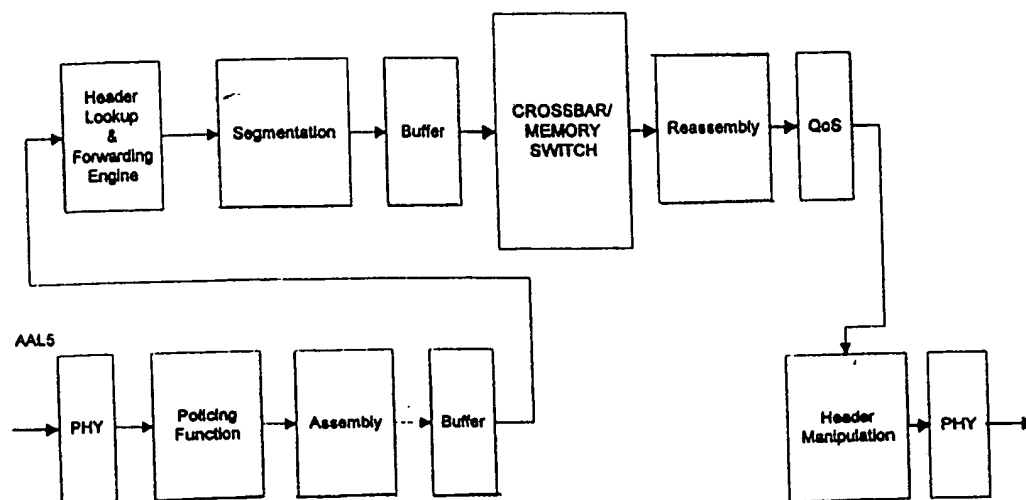 Header
Lookup
&
Forwarding
Engine
Segmentation
Buffer
CROSSBAR/
MEMORY
SWITCH
Reassembly
QoS
AAL5
PHY
Policing
Function
Assembly
Buffer
Header
Manipulation
PHY